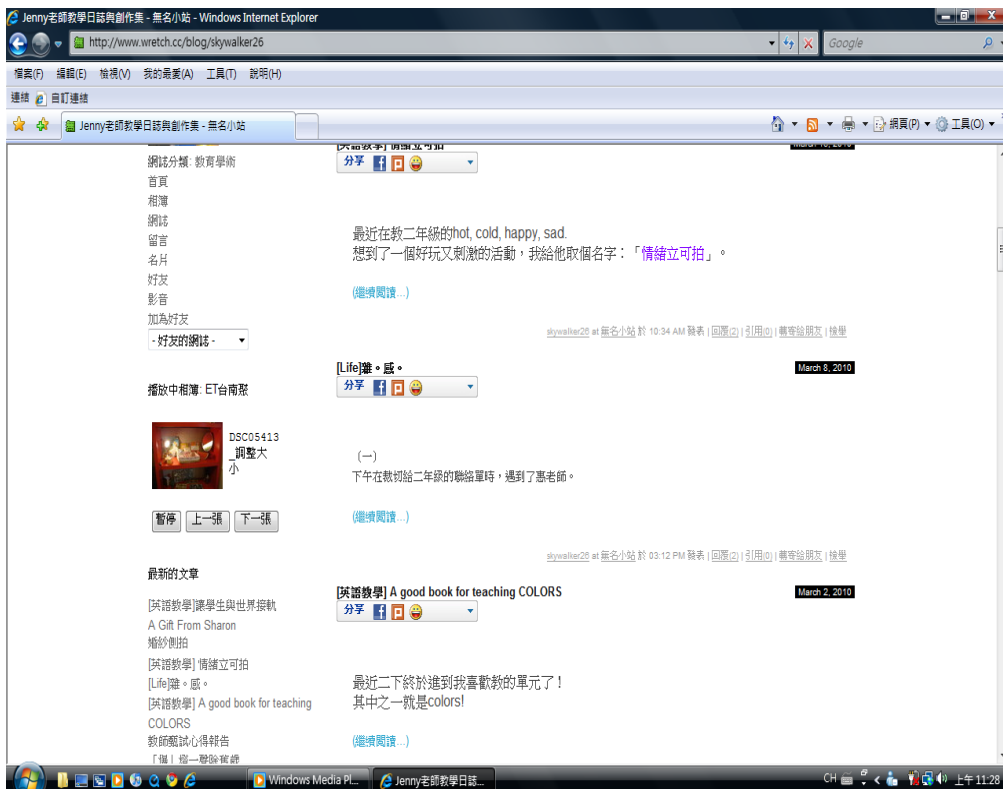 Jenny老師教學日誌與創作集 - 無名小站 - Windows Internet Explorer
http://www.wretch.cc/blog/skywalker26
Google
檔案(F) 編輯(E) 檢視(V) 我的最愛(A) 工具(T) 說明(H)
連結 自訂連結
Jenny老師教學日誌與創作集 - 無名小站
網頁(P) 工具(O)
網誌分類: 教育學術
首頁
相簿
網誌
留言
名片
好友
影音
加為好友
- 好友的網誌 -
播放中相簿: ET台南聚
DSC05413
_調整大
小
暫停 上一張 下一張
最新的文章
[英語教學]讓學生與世界接軌
A Gift From Sharon
婚紗側拍
[英語教學] 情緒立可拍
[Life]雜。感。
[英語教學] A good book for teaching
COLORS
教師甄試心得報告
[英語教學] 情緒立可拍
March 10, 2010
分享
最近在教二年級的hot, cold, happy, sad.
想到了一個好玩又刺激的活動，我給他取個名字：「情緒立可拍」。
(繼續閱讀...)
skywalker26 at 無名小站 於 10:34 AM 發表 | 回覆(2) | 引用(0) | 轉寄給朋友 | 檢舉
[Life]雜。感。
March 8, 2010
分享
(一)
下午在裁切給二年級的聯絡單時，遇到了惠老師。
(繼續閱讀...)
skywalker26 at 無名小站 於 03:12 PM 發表 | 回覆(2) | 引用(0) | 轉寄給朋友 | 檢舉
[英語教學] A good book for teaching COLORS
March 2, 2010
分享
最近二下終於進到我喜歡教的單元了！
其中之一就是colors!
(繼續閱讀...)
Windows Media Pl...
Jenny老師教學日誌...
CH
上午 11:28